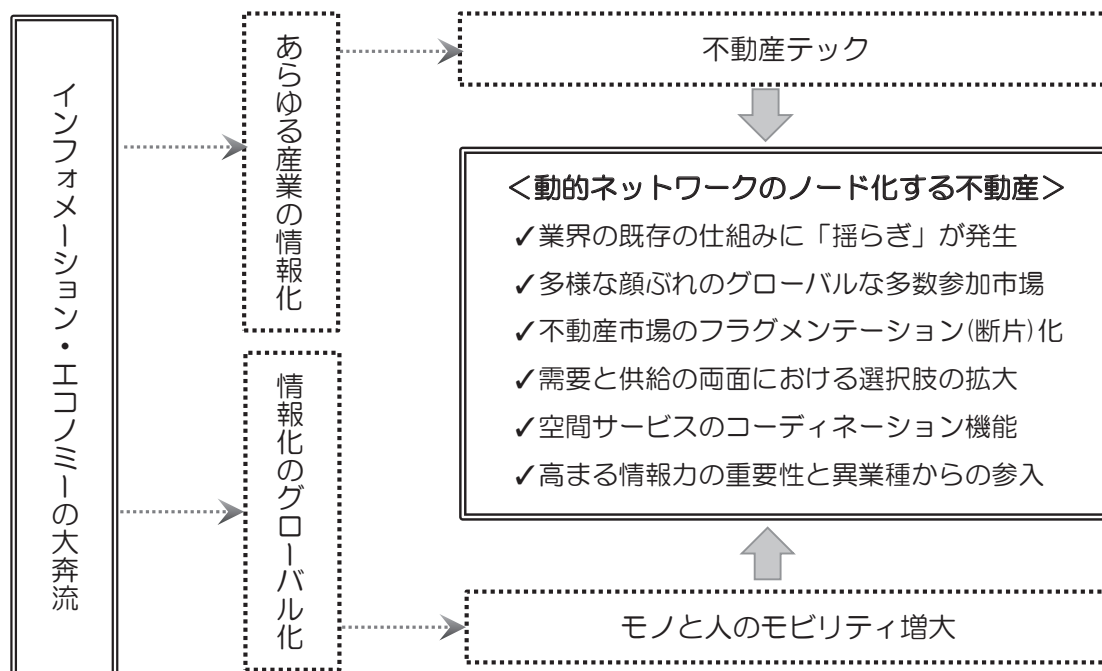 インフォメーション・エコノミーの大奔流
あらゆる産業の情報化
情報化のグローバル化
不動産テック
＜動的ネットワークのノード化する不動産＞
✓業界の既存の仕組みに「揺らぎ」が発生
✓多様な顔ぶれのグローバルな多数参加市場
✓不動産市場のフラグメンテーション(断片)化
✓需要と供給の両面における選択肢の拡大
✓空間サービスのコーディネーション機能
✓高まる情報力の重要性と異業種からの参入
モノと人のモビリティ増大